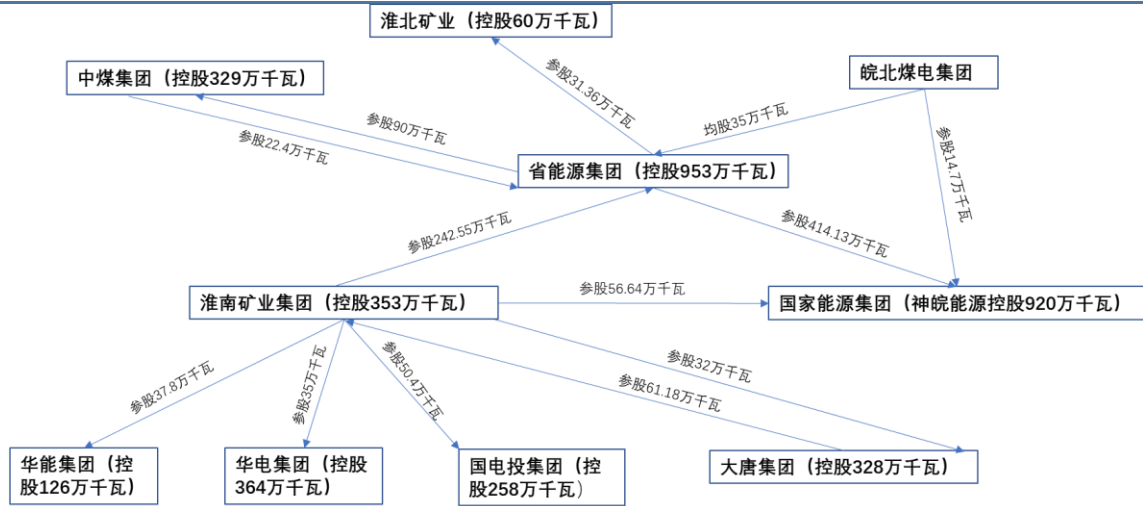 淮北矿业（控股60万千瓦）
中煤集团（控股329万千瓦）
皖北煤电集团
参股31.36万千瓦
均股35万千瓦
参股90万千瓦
参股22.4万千瓦
参股14.7万千瓦
省能源集团（控股953万千瓦）
参股242.55万千瓦
参股414.13万千瓦
淮南矿业集团（控股353万千瓦）
参股56.64万千瓦
国家能源集团（神皖能源控股920万千瓦）
参股37.8万千瓦
参股35万千瓦
参股50.4万千瓦
参股32万千瓦
参股61.18万千瓦
华能集团（控
股126万千瓦）
华电集团（控股
364万千瓦）
国电投集团（控
股258万千瓦）
大唐集团（控股328万千瓦）